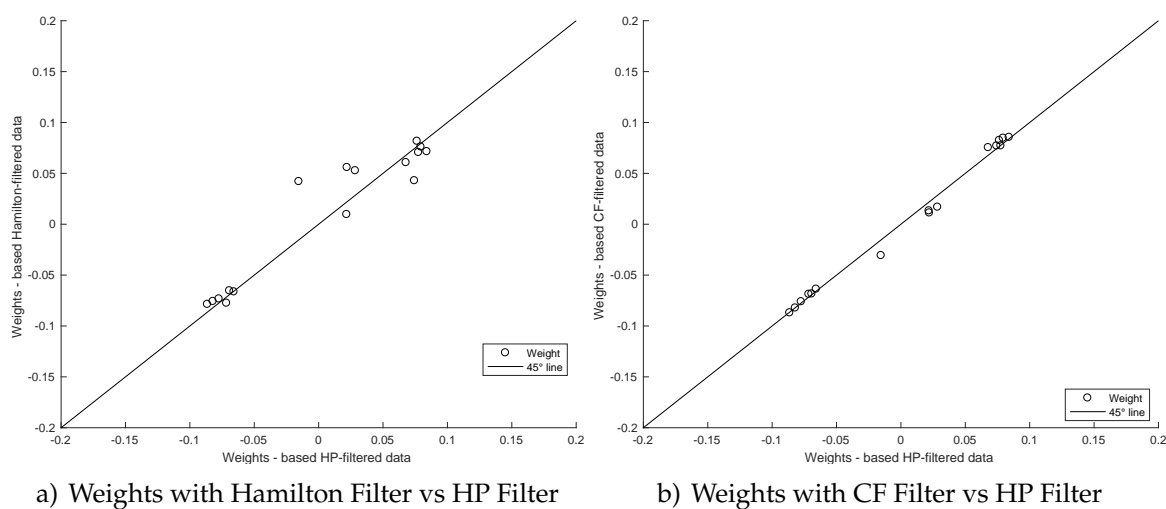 0.2
0.15
0.1
0.05
0
-0.05
-0.1
-0.15
-0.2
Weights - based Hamilton-filtered data
Weight
45° line
-0.2 -0.15 -0.1 -0.05 0 0.05 0.1 0.15 0.2
Weights - based HP-filtered data
a) Weights with Hamilton Filter vs HP Filter
0.2
0.15
0.1
0.05
0
-0.05
-0.1
-0.15
-0.2
Weights - based CF-filtered data
Weight
45° line
-0.2 -0.15 -0.1 -0.05 0 0.05 0.1 0.15 0.2
Weights - based HP-filtered data
b) Weights with CF Filter vs HP Filter